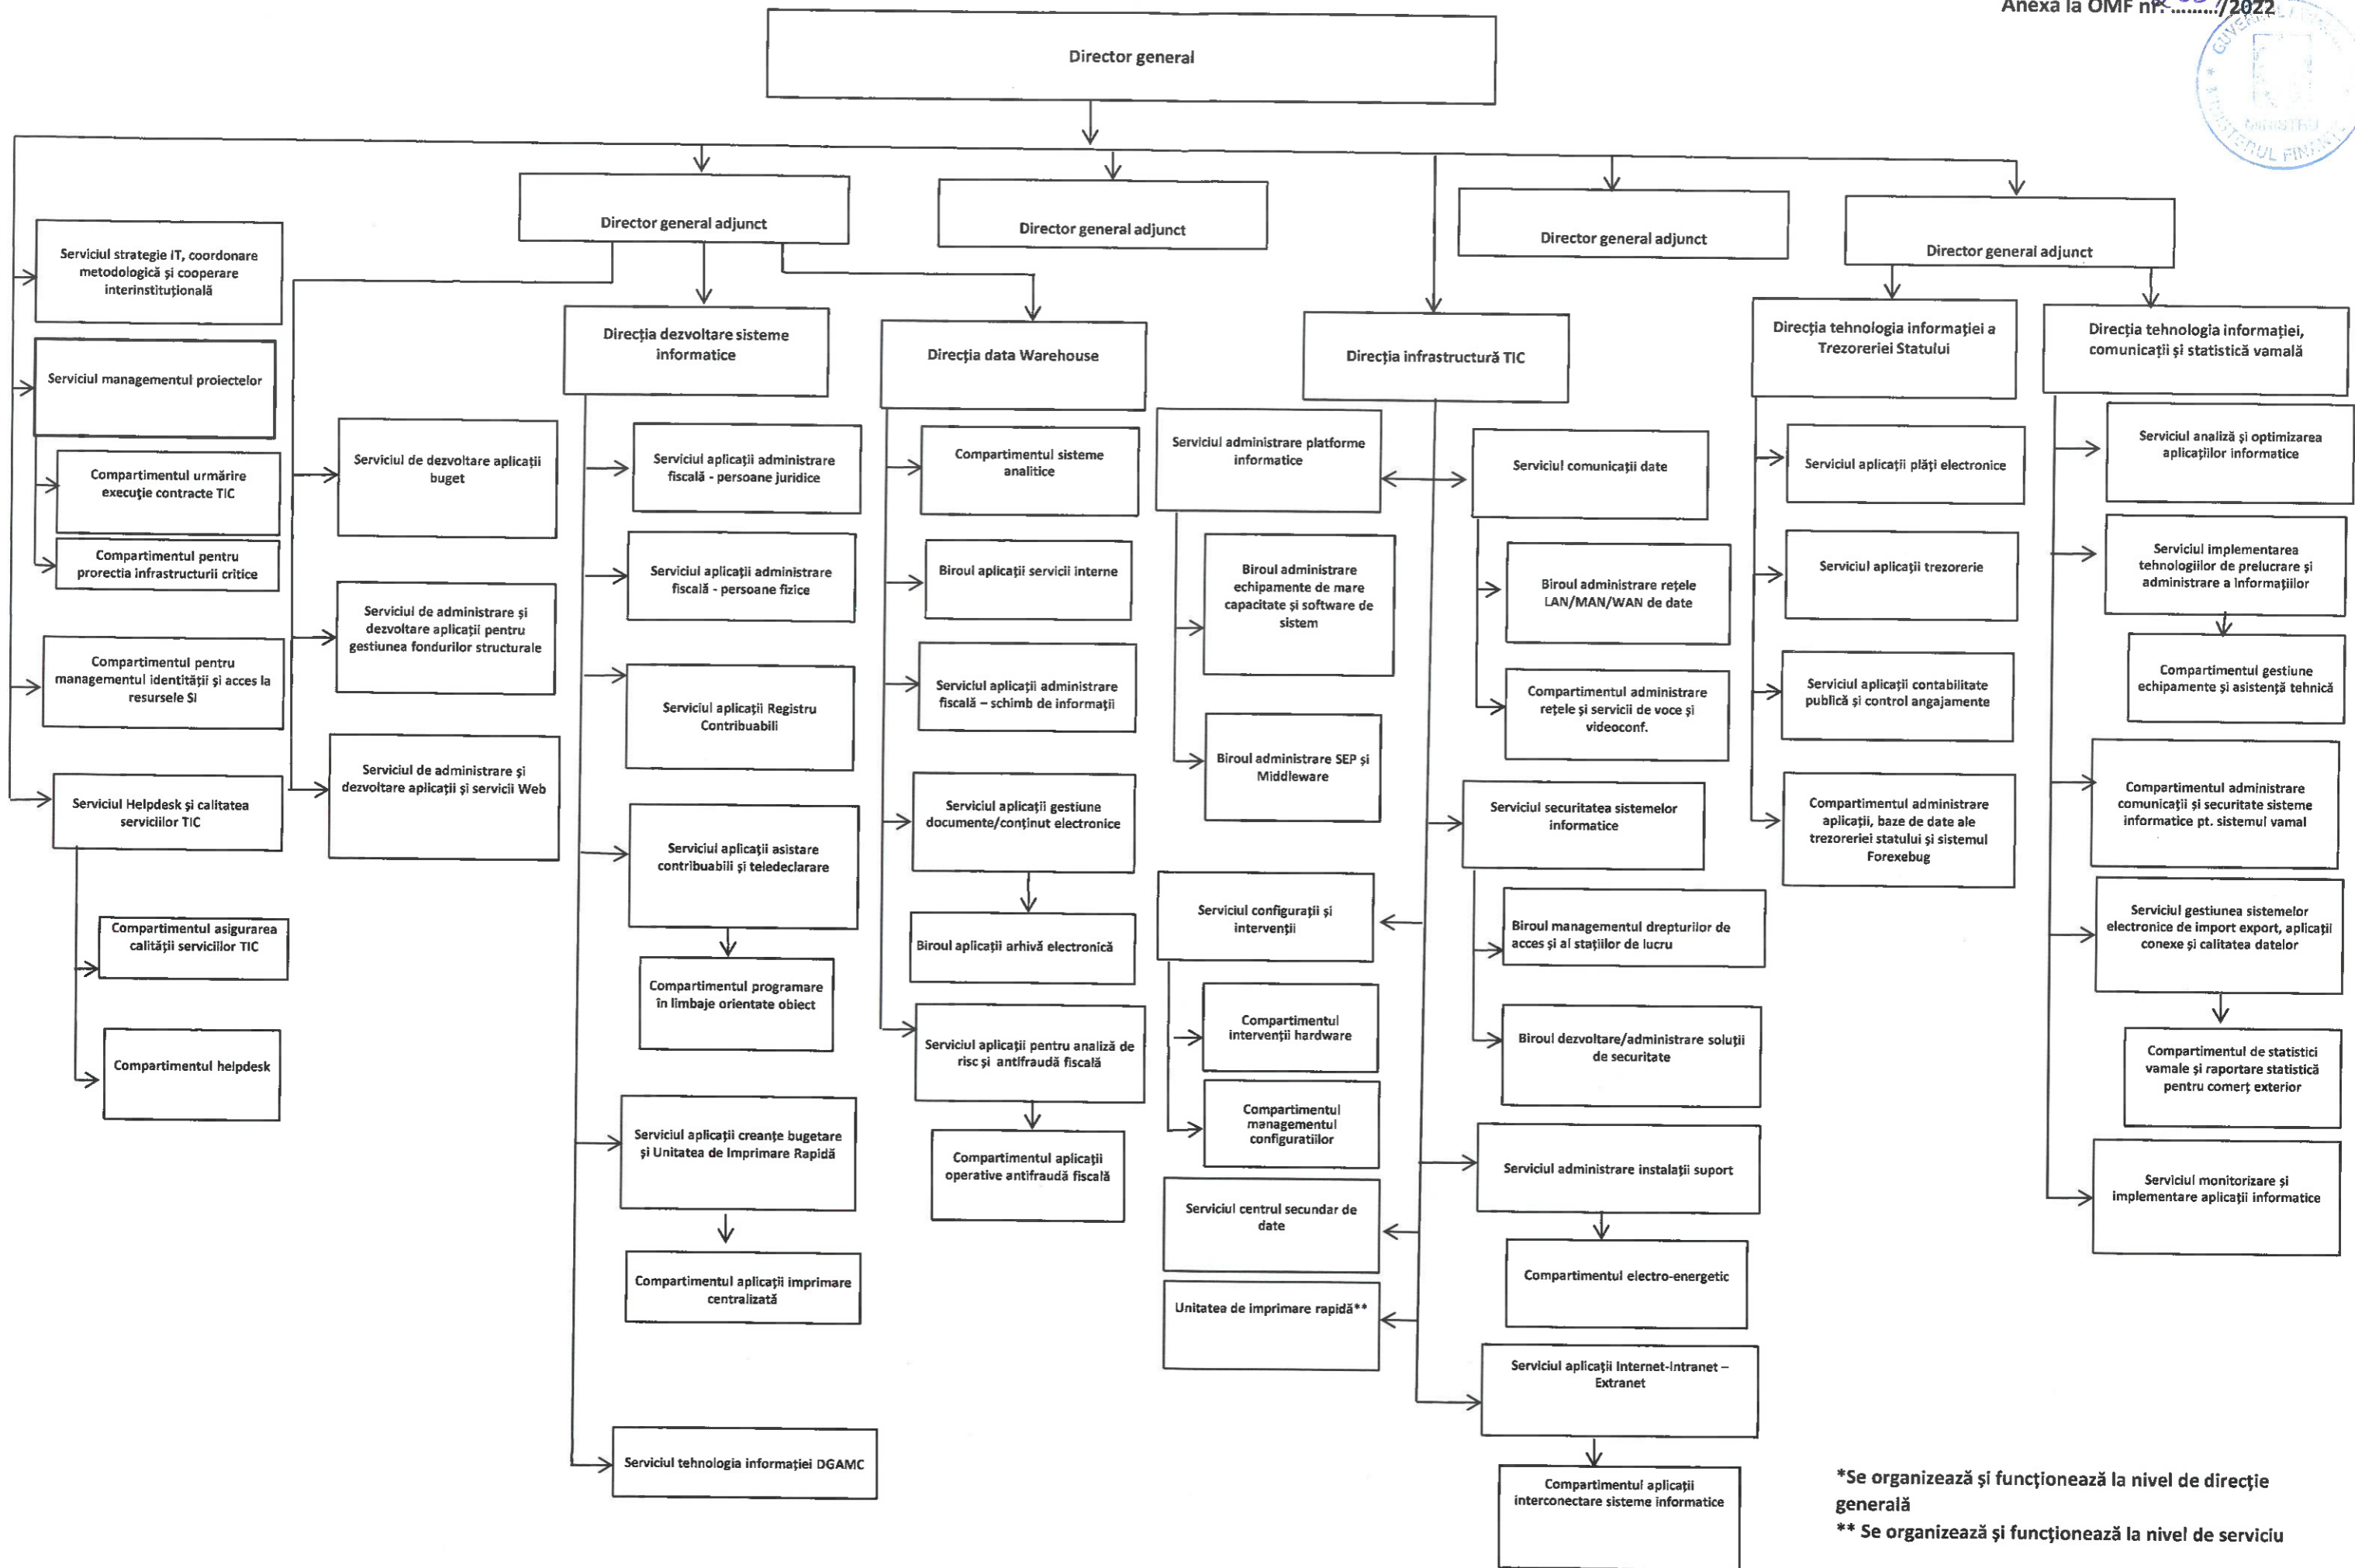 Anexa la OMF nr. ........./2022
GUVERNUL
MINISTRU
MINISTERUL FINANȚELOR
Director general
Director general adjunct
Director general adjunct
Director general adjunct
Director general adjunct
Serviciul strategie IT, coordonare
metodologică și cooperare
interinstituțională
Serviciul managementul proiectelor
Compartimentul urmărire
execuție contracte TIC
Compartimentul pentru
prorectia infrastructurii critice
Compartimentul pentru
managementul identității și acces la
resursele SI
Serviciul Helpdesk și calitatea
serviciilor TIC
Compartimentul asigurarea
calității serviciilor TIC
Compartimentul helpdesk
Serviciul de dezvoltare aplicații
buget
Serviciul de administrare și
dezvoltare aplicații pentru
gestiunea fondurilor structurale
Serviciul de administrare și
dezvoltare aplicații și servicii Web
Direcția dezvoltare sisteme
informatice
Serviciul aplicații administrare
fiscală - persoane juridice
Serviciul aplicații administrare
fiscală - persoane fizice
Serviciul aplicații Registru
Contribuabili
Serviciul aplicații asistare
contribuabili și teledeclarare
Compartimentul programare
în limbaje orientate obiect
Serviciul aplicații creanțe bugetare
și Unitatea de Imprimare Rapidă
Compartimentul aplicații imprimare
centralizată
Serviciul tehnologia informației DGAMC
Direcția data Warehouse
Compartimentul sisteme
analitice
Biroul aplicații servicii interne
Serviciul aplicații administrare
fiscală – schimb de informații
Serviciul aplicații gestiune
documente/conținut electronice
Biroul aplicații arhivă electronică
Serviciul aplicații pentru analiză de
risc și antifraudă fiscală
Compartimentul aplicații
operative antifraudă fiscală
Direcția infrastructură TIC
Serviciul administrare platforme
informatice
Biroul administrare
echipamente de mare
capacitate și software de
sistem
Biroul administrare SEP și
Middleware
Serviciul configurații și
intervenții
Compartimentul
intervenții hardware
Compartimentul
managementul
configuratiilor
Serviciul centrul secundar de
date
Unitatea de imprimare rapidă**
Serviciul comunicații date
Biroul administrare rețele
LAN/MAN/WAN de date
Compartimentul administrare
rețele și servicii de voce și
videoconf.
Serviciul securitatea sistemelor
informatice
Biroul managementul drepturilor de
acces și al stațiilor de lucru
Biroul dezvoltare/administrare soluții
de securitate
Serviciul administrare instalații suport
Compartimentul electro-energetic
Serviciul aplicații Internet-Intranet –
Extranet
Compartimentul aplicații
interconectare sisteme informatice
Direcția tehnologia informației a
Trezoreriei Statului
Serviciul aplicații plăți electronice
Serviciul aplicații trezorerie
Serviciul aplicații contabilitate
publică și control angajamente
Compartimentul administrare
aplicații, baze de date ale
trezoreriei statului și sistemul
Forexebug
Direcția tehnologia informației,
comunicații și statistică vamală
Serviciul analiză și optimizarea
aplicațiilor informatice
Serviciul implementarea
tehnologiilor de prelucrare și
administrare a informațiilor
Compartimentul gestiune
echipamente și asistență tehnică
Compartimentul administrare
comunicații și securitate sisteme
informatice pt. sistemul vamal
Serviciul gestiunea sistemelor
electronice de import export, aplicații
conexe și calitatea datelor
Compartimentul de statistici
vamale și raportare statistică
pentru comerț exterior
Serviciul monitorizare și
implementare aplicații informatice
*Se organizează și funcționează la nivel de direcție
generală
** Se organizează și funcționează la nivel de serviciu